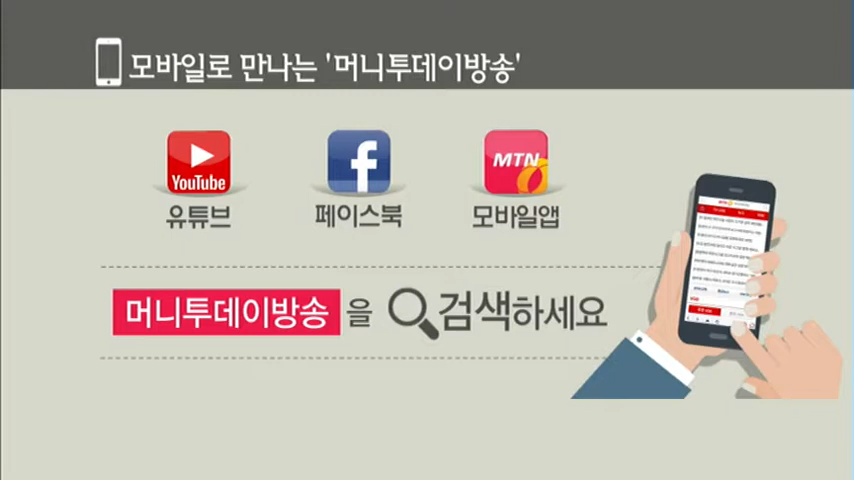 모바일로 만나는 '머니투데이방송'
YouTube
MTN
유튜브
페이스북
모바일앱
머니투데이방송을 검색하세요